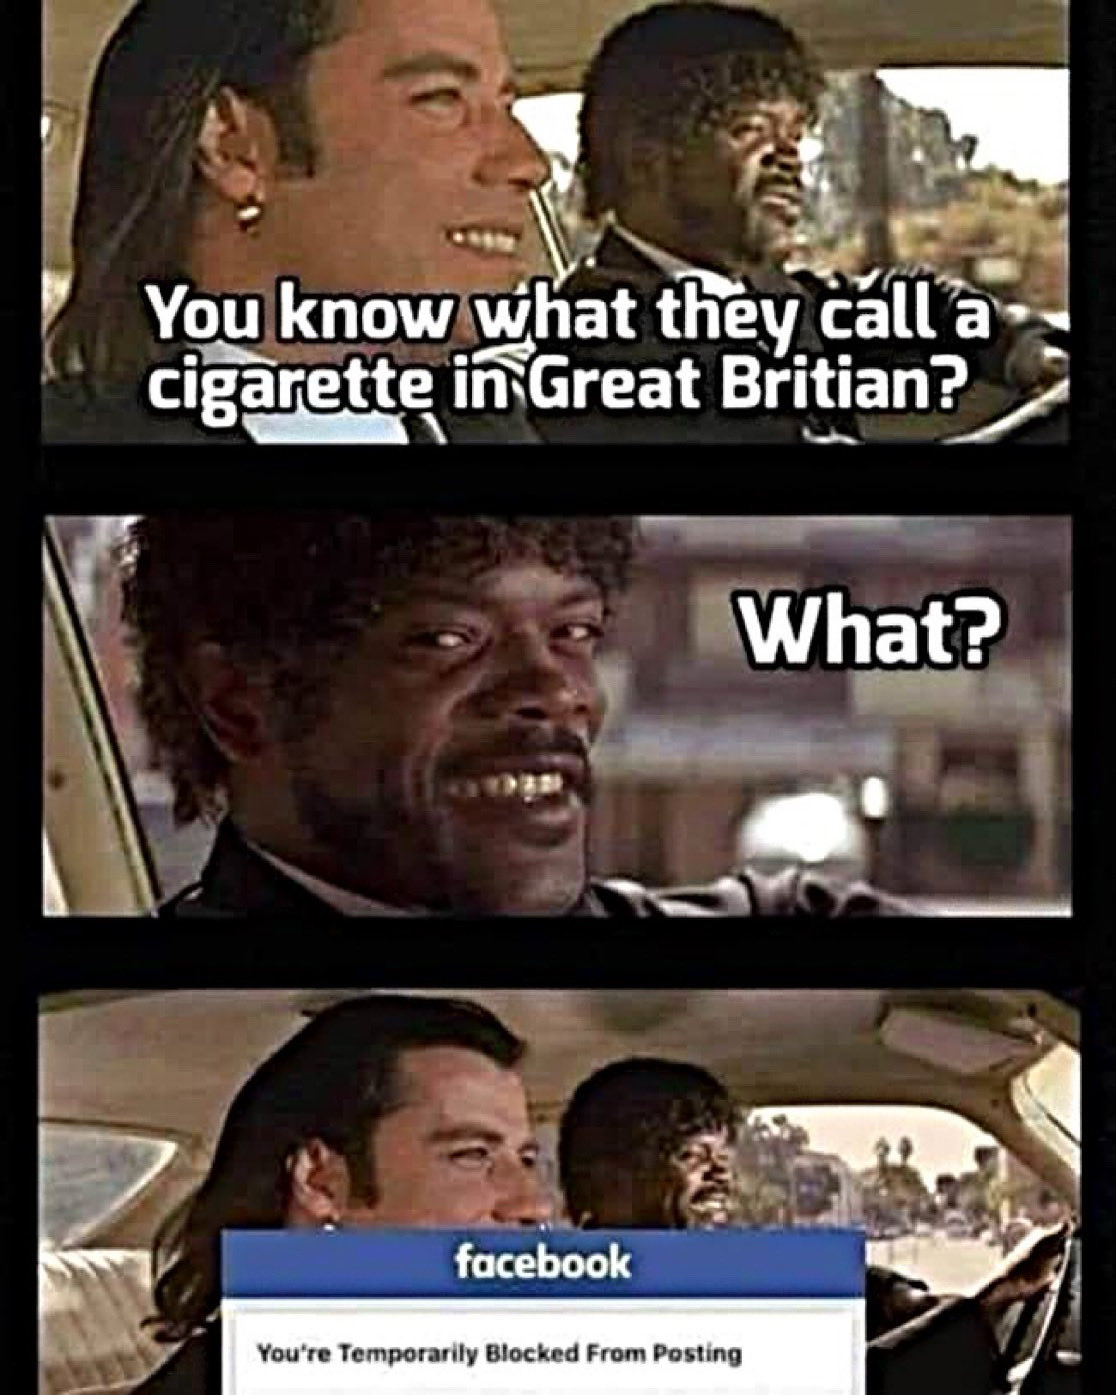 You know what they call a
cigarette in Great Britian?
What?
facebook
You're Temporarily Blocked From Posting